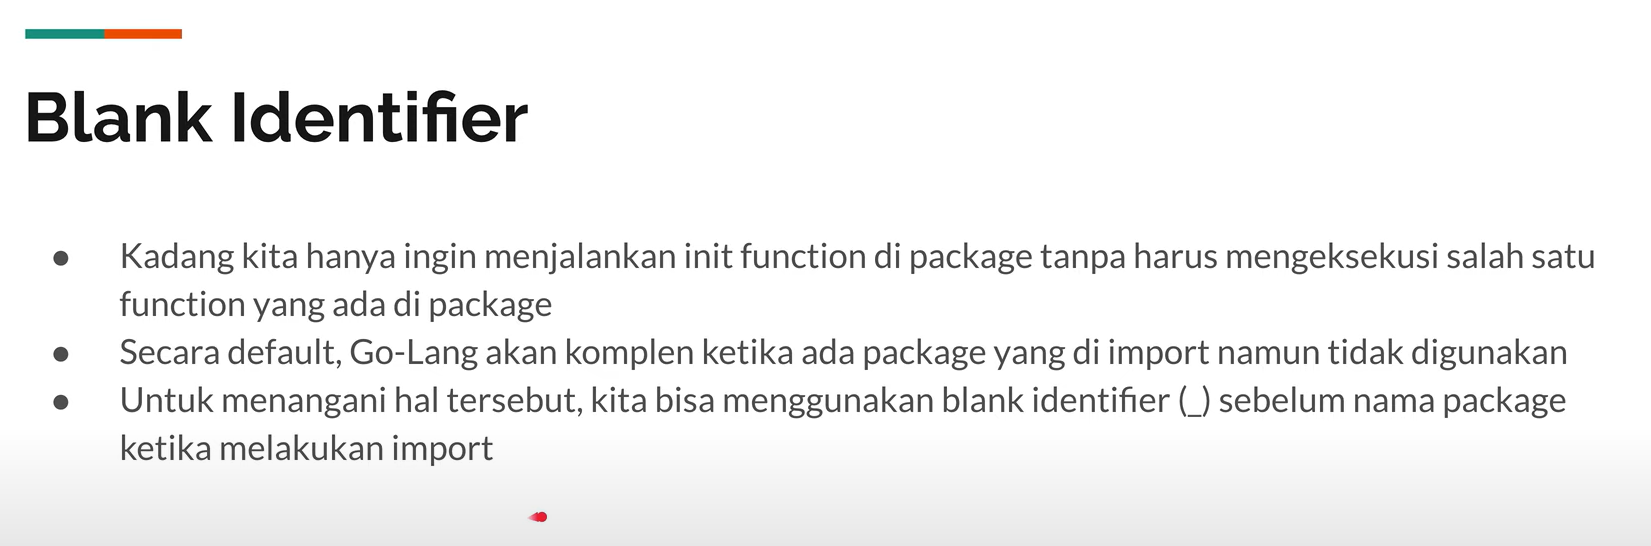 Blank Identifier
● Kadang kita hanya ingin menjalankan init function di package tanpa harus mengeksekusi salah satu
function yang ada di package
● Secara default, Go-Lang akan komplen ketika ada package yang di import namun tidak digunakan
● Untuk menangani hal tersebut, kita bisa menggunakan blank identifier (_) sebelum nama package
ketika melakukan import